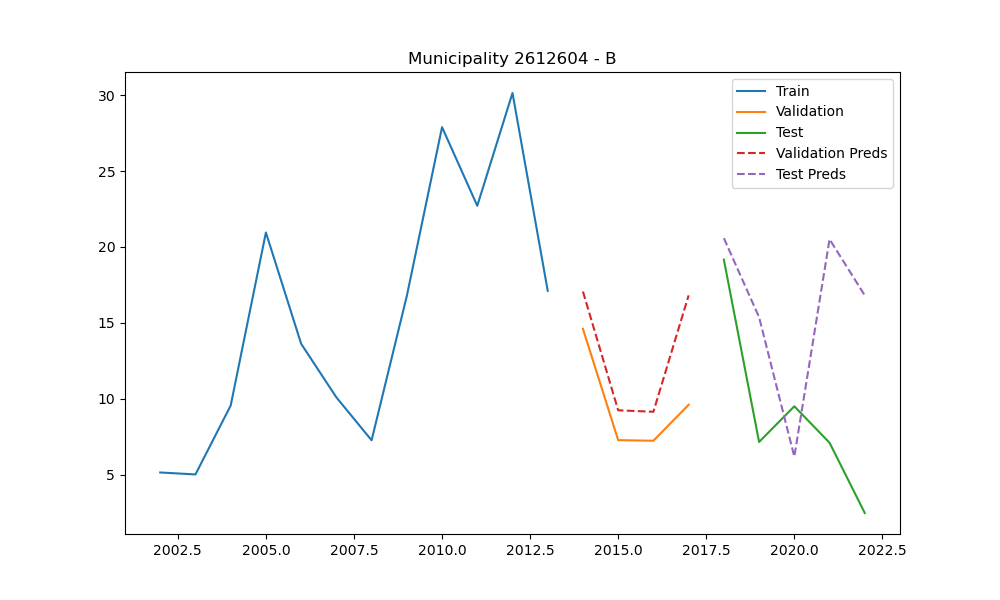 Municipality 2612604 - B
Train
Validation
Test
Validation Preds
Test Preds
30
25
20
15
10
5
2002.5 2005.0 2007.5 2010.0 2012.5 2015.0 2017.5 2020.0 2022.5